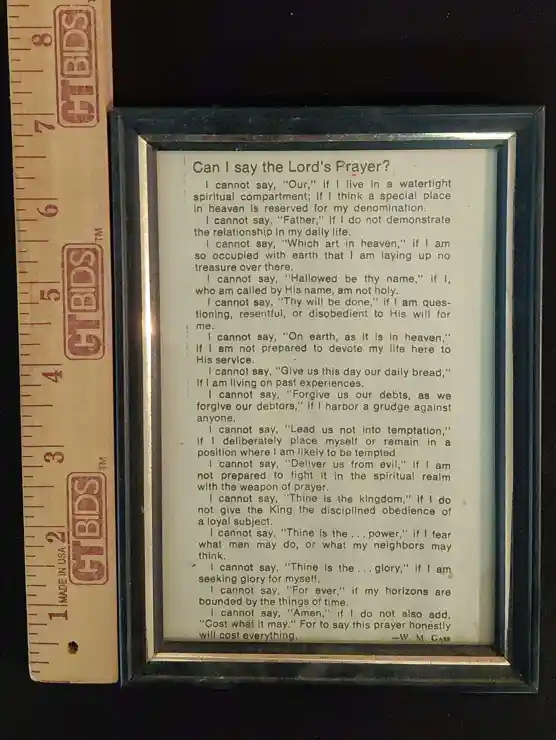 Can I say the Lord's Prayer?
I cannot say, "Our," if I live in a watertight
spiritual compartment; If I think a special place
in heaven is reserved for my denomination.
I cannot say, "Father," If I do not demonstrate
the relationship in my daily life.
I cannot say, "Which art in heaven," if I am
so occupied with earth that I am laying up no
treasure over there.
I cannot say, "Hallowed be thy name," if I,
who am called by His name, am not holy.
I cannot say, "Thy will be done," if I am ques-
tioning, resentful, or disobedient to His will for
me.
I cannot say, "On earth, as it is in heaven,"
if I am not prepared to devote my life here to
His service.
I cannot say, "Give us this day our daily bread,"
if I am living on past experiences.
I cannot say, "Forgive us our debts, as we
forgive our debtors," if I harbor a grudge against
anyone.
I cannot say, "Lead us not into temptation,"
if I deliberately place myself or remain in a
position where I am likely to be tempted
I cannot say, "Deliver us from evil," if I am
not prepared to fight it in the spiritual realm
with the weapon of prayer.
I cannot say, "Thine is the kingdom," if I do
not give the King the disciplined obedience of
a loyal subject.
I cannot say, "Thine is the . . . power," if I fear
what men may do, or what my neighbors may
think.
I cannot say, "Thine is the . . . glory," if I am
seeking glory for myself.
I cannot say, "For ever," if my horizons are
bounded by the things of time.
I cannot say, "Amen," if I do not also add,
"Cost what it may." For to say this prayer honestly
will cost everything. —W. M. Cass
8
CTBIDS
7
6
CTBIDS TM
5
4
3
CTBIDS TM
2
MADE IN USA
1